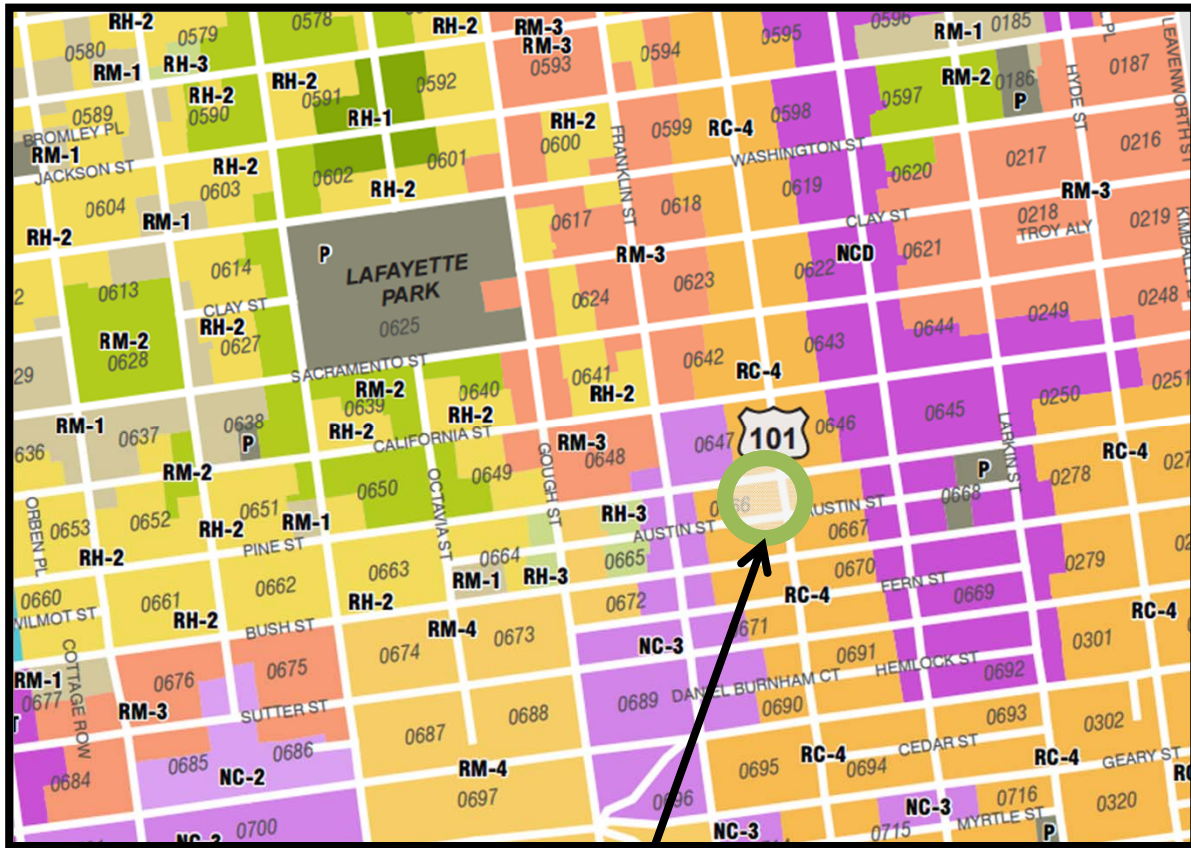 RH-2
0578
RH-2
RM-3
0595
0596
0185
0580
0579
RM-3
0594
RM-1
RM-1
RH-3
0593
0592
RH-2
RM-2
0186
0187
LEAVENWORTH ST
0589
RH-2
0591
0598
0597
P
HYDE ST
BROMLEY PL
0590
RH-1
RH-2
FRANKLIN ST
0599
RC-4
RM-1
0600
WASHINGTON ST
0217
0216
JACKSON ST
RH-2
0602
0601
0603
RH-2
0619
0620
RM-3
0604
RM-1
0617
0618
CLAY ST
0218
0219
RH-2
P
LAFAYETTE
PARK
RM-3
NCD
0621
TROY ALY
0614
0622
0613
0624
0623
0248
CLAY ST
RH-2
0625
0249
RM-2
0627
0643
0644
0628
SACRAMENTO ST
0642
0641
RC-4
RM-2
0640
RH-2
0251
0639
RH-2
0250
RM-1
0638
RH-2
0645
0637
P
CALIFORNIA ST
RM-3
0647
101
0646
LARKIN ST
RC-4
636
RM-2
0649
GOUGH ST
0648
P
0278
0650
OCTAVIA ST
0668
ORBEN PL
0653
0652
0651
RM-1
RH-3
AUSTIN ST
0667
RH-2
RH-2
PINE ST
0664
0665
0670
0279
0663
RM-1
RH-3
FERN ST
0660
0661
0662
RH-2
0672
RC-4
0669
RC-4
WILMOT ST
RH-2
BUSH ST
RM-4
0673
NC-3
0671
0301
0674
0691
HEMLOCK ST
COTTAGE ROW
RM-1
0676
0675
0692
0677
0689
DANIEL BURNHAM CT
RM-3
SUTTER ST
0688
0690
0693
0302
0687
RC-4
CEDAR ST
RC-4
GEARY ST
0684
0685
0686
RM-4
0695
0694
NC-2
0697
0696
NC-3
0716
0320
NC-3
0700
NC-3
0715
MYRTLE ST
P